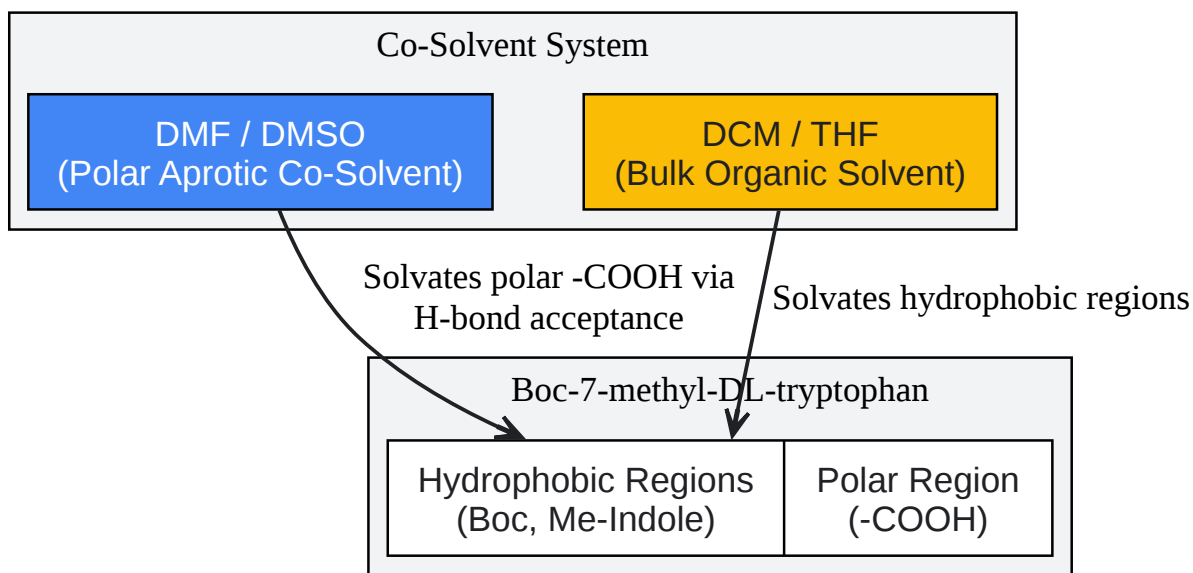 Co-Solvent System
DMF / DMSO
(Polar Aprotic Co-Solvent)
DCM / THF
(Bulk Organic Solvent)
Solvates polar -COOH via
H-bond acceptance
Solvates hydrophobic regions
Boc-7-methyl-DL-tryptophan
Hydrophobic Regions
(Boc, Me-Indole)
Polar Region
(-COOH)